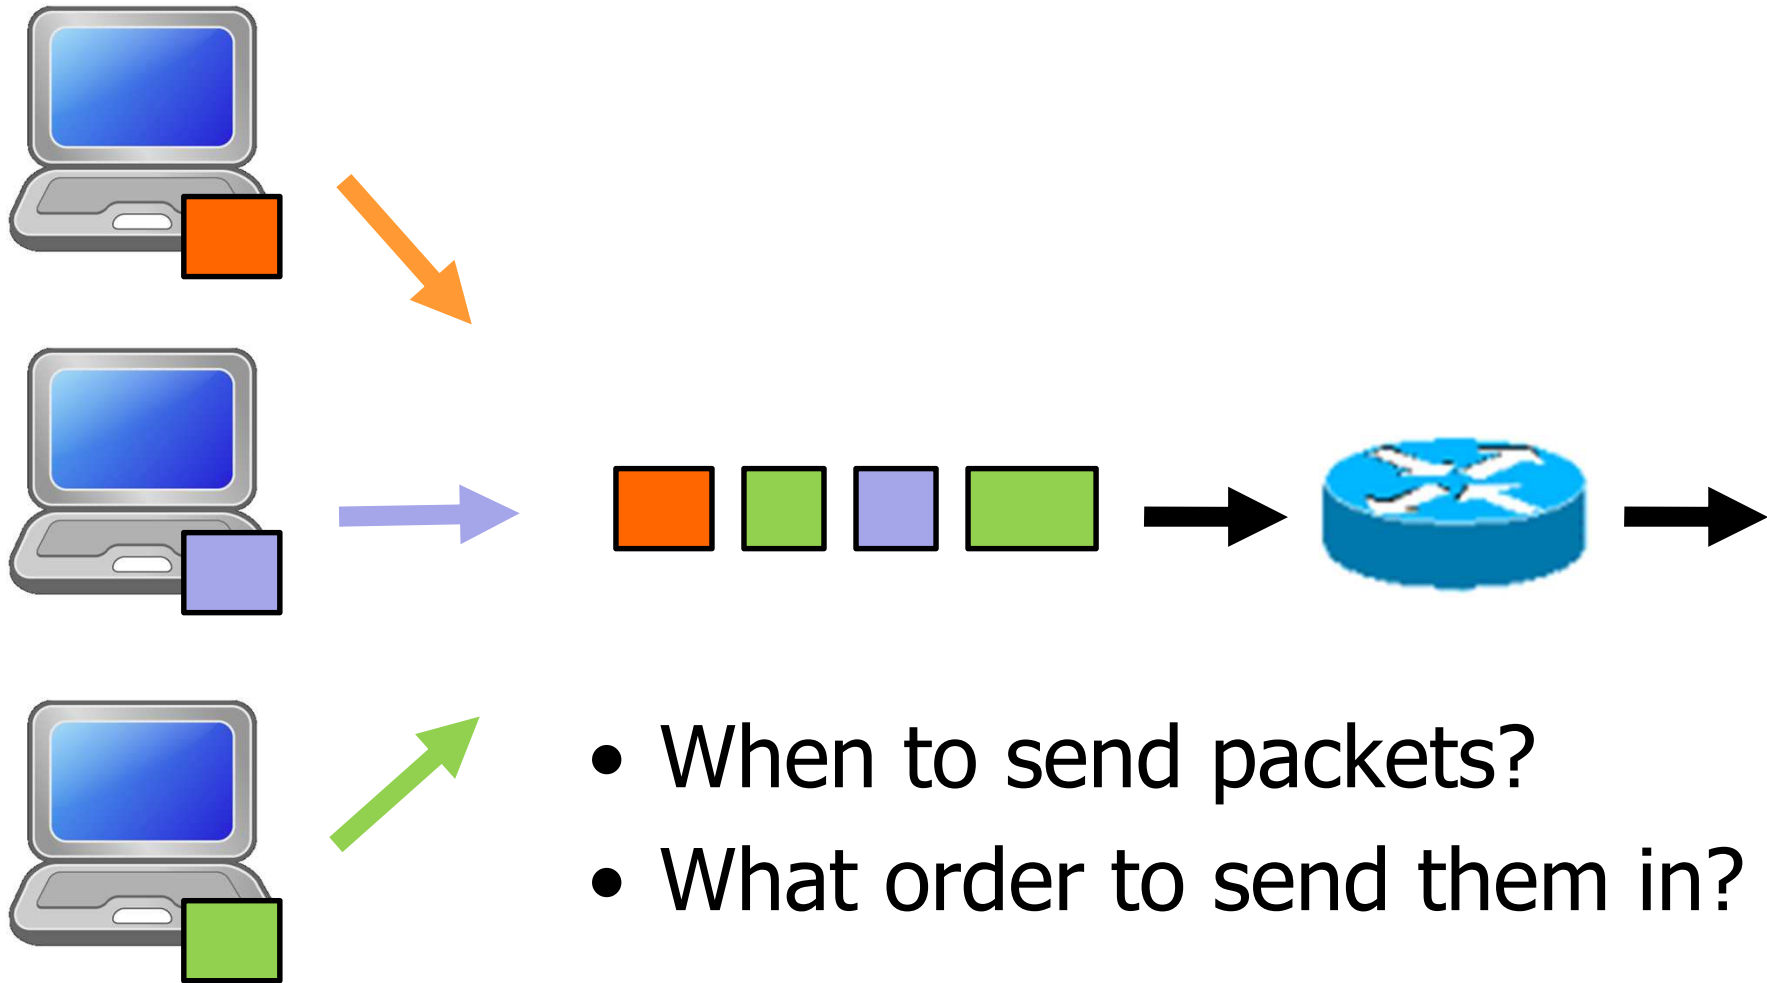 • When to send packets?
• What order to send them in?